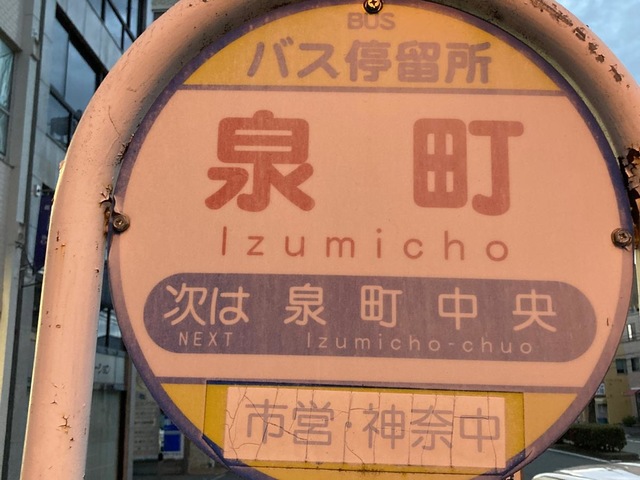 BUS
バス停留所
泉町
Izumicho
次は 泉町中央
NEXT Izumicho-chuo
市営・神奈中